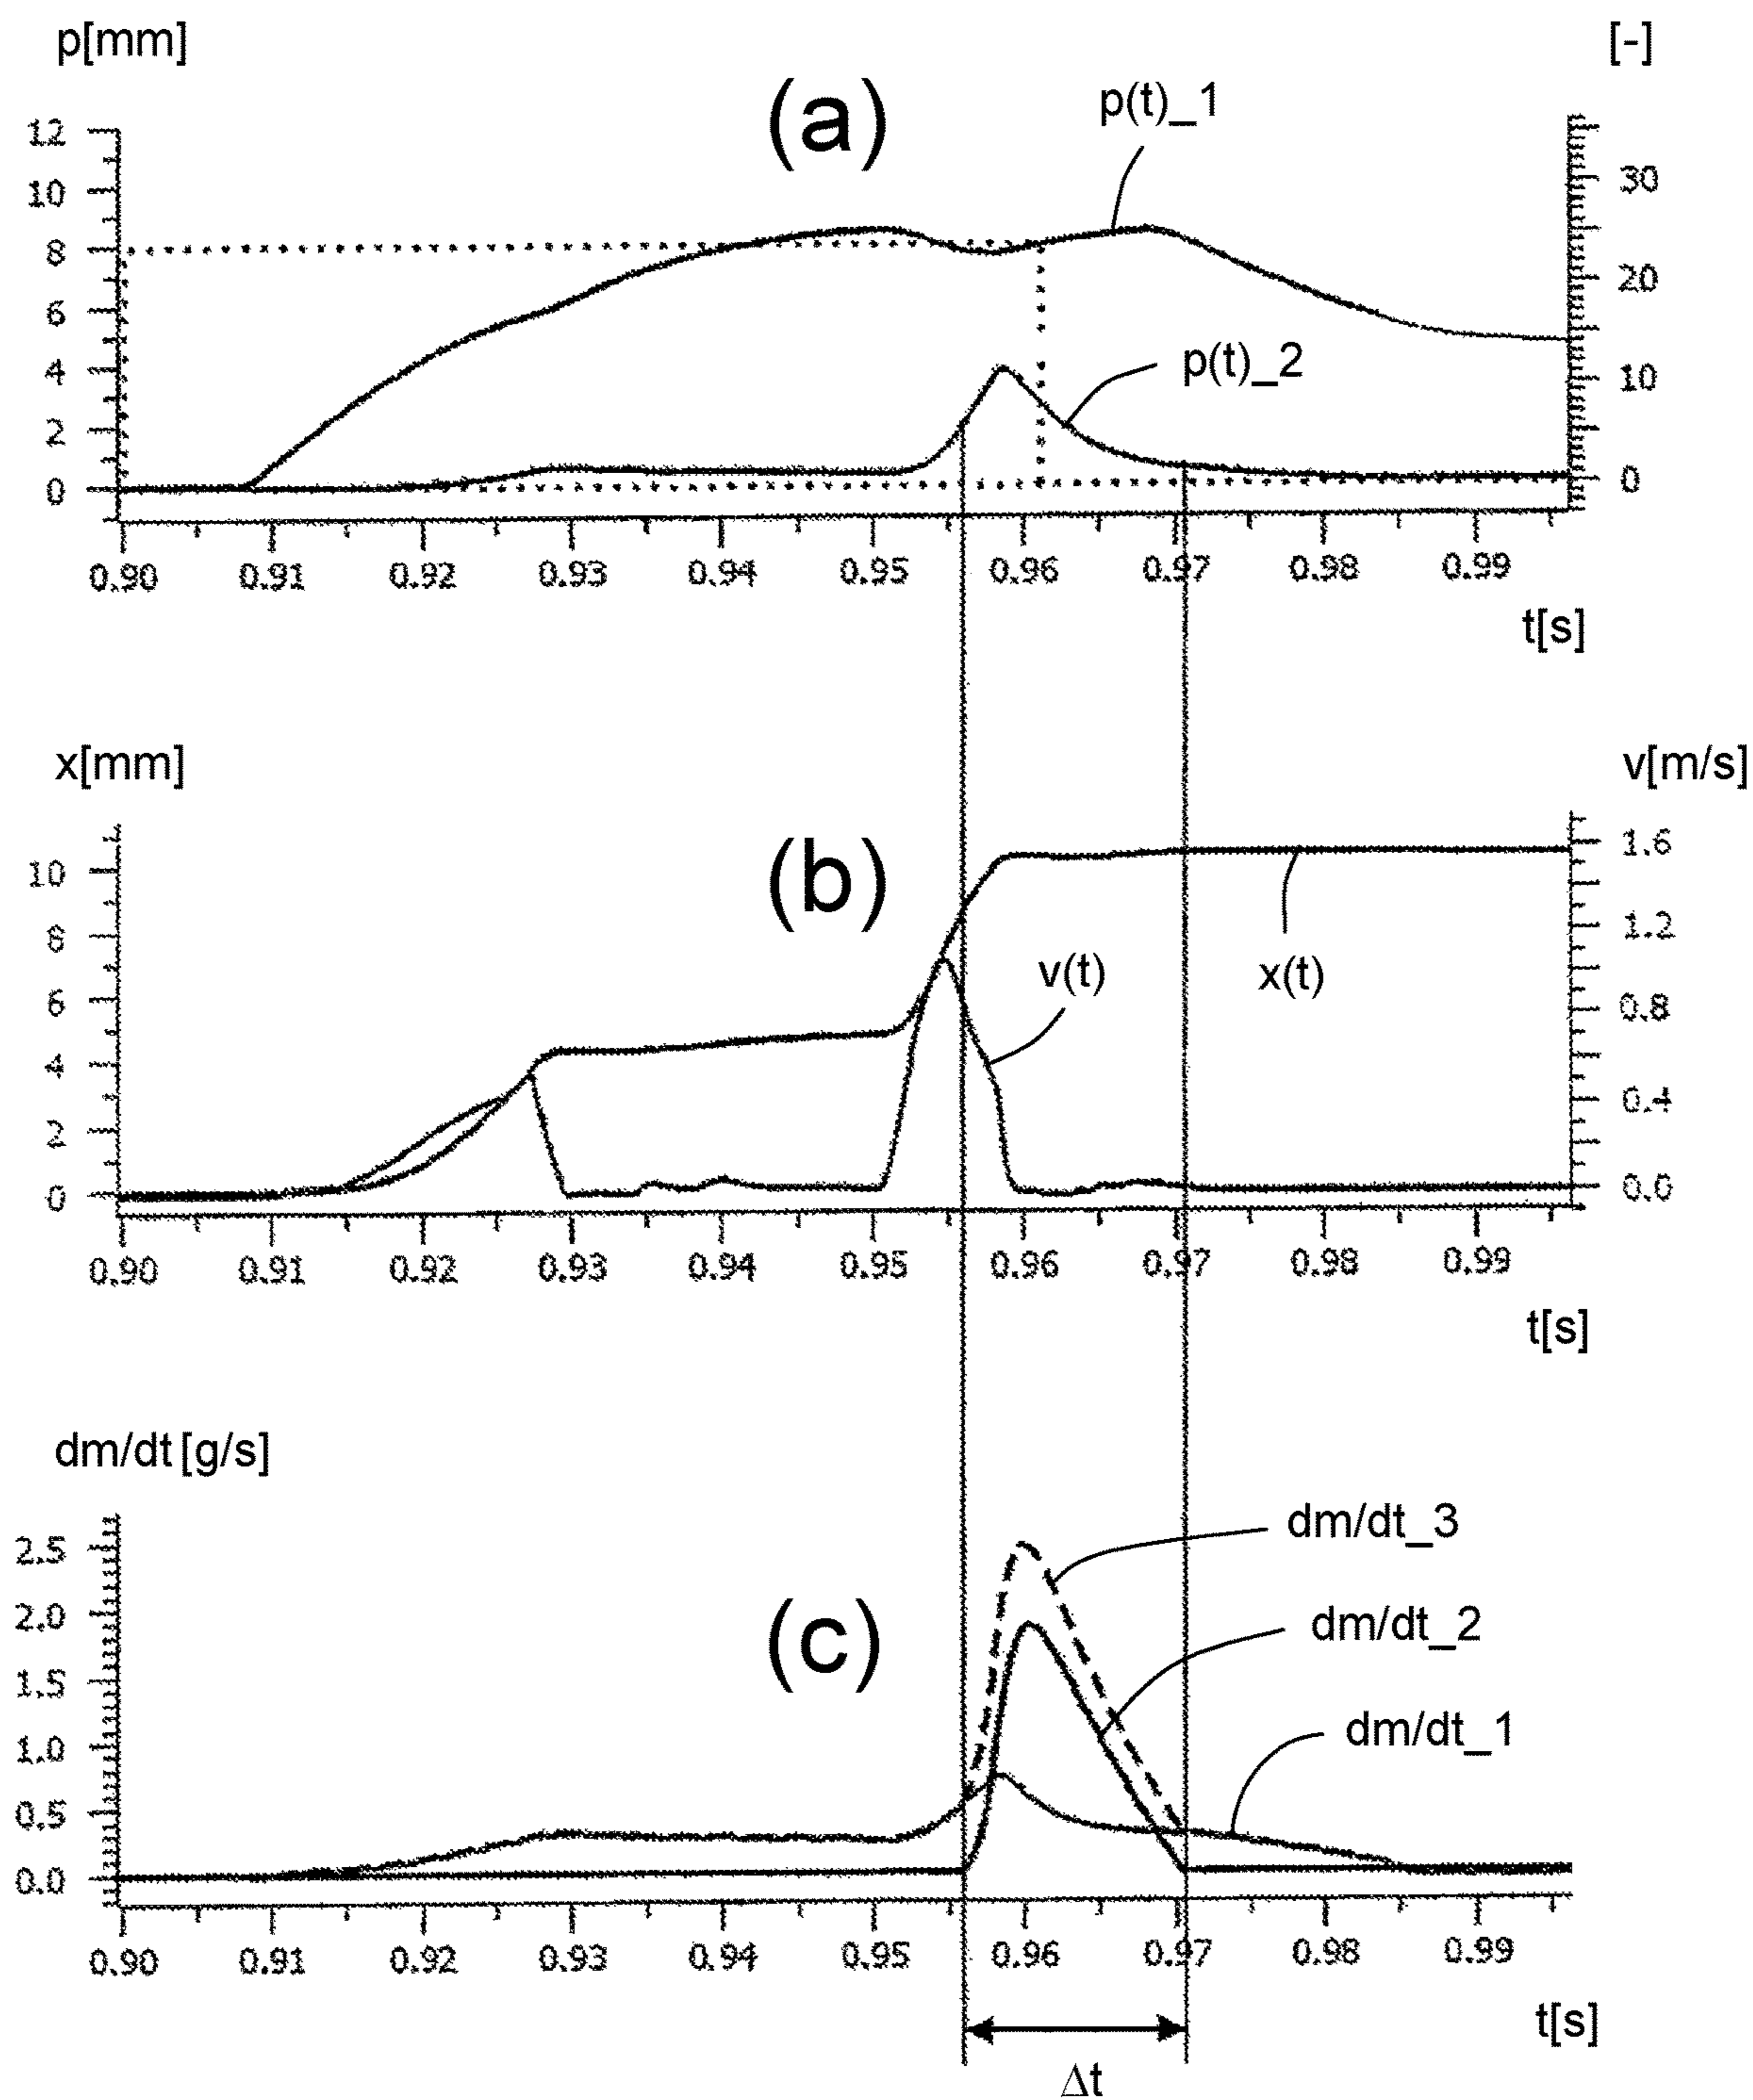 p[mm] [-]
(a)
p(t)_1
12
10
8
6
4
2
0
30
20
10
0
p(t)_2
0.90 0.91 0.92 0.93 0.94 0.95 0.96 0.97 0.98 0.99
t[s]
x[mm] v[m/s]
(b)
10
8
6
4
2
0
1.6
1.2
0.8
0.4
0.0
v(t)
x(t)
0.90 0.91 0.92 0.93 0.94 0.95 0.96 0.97 0.98 0.99
t[s]
dm/dt [g/s]
(c)
2.5
2.0
1.5
1.0
0.5
0.0
dm/dt_3
dm/dt_2
dm/dt_1
0.90 0.91 0.92 0.93 0.94 0.95 0.96 0.97 0.98 0.99
t[s]
Δt